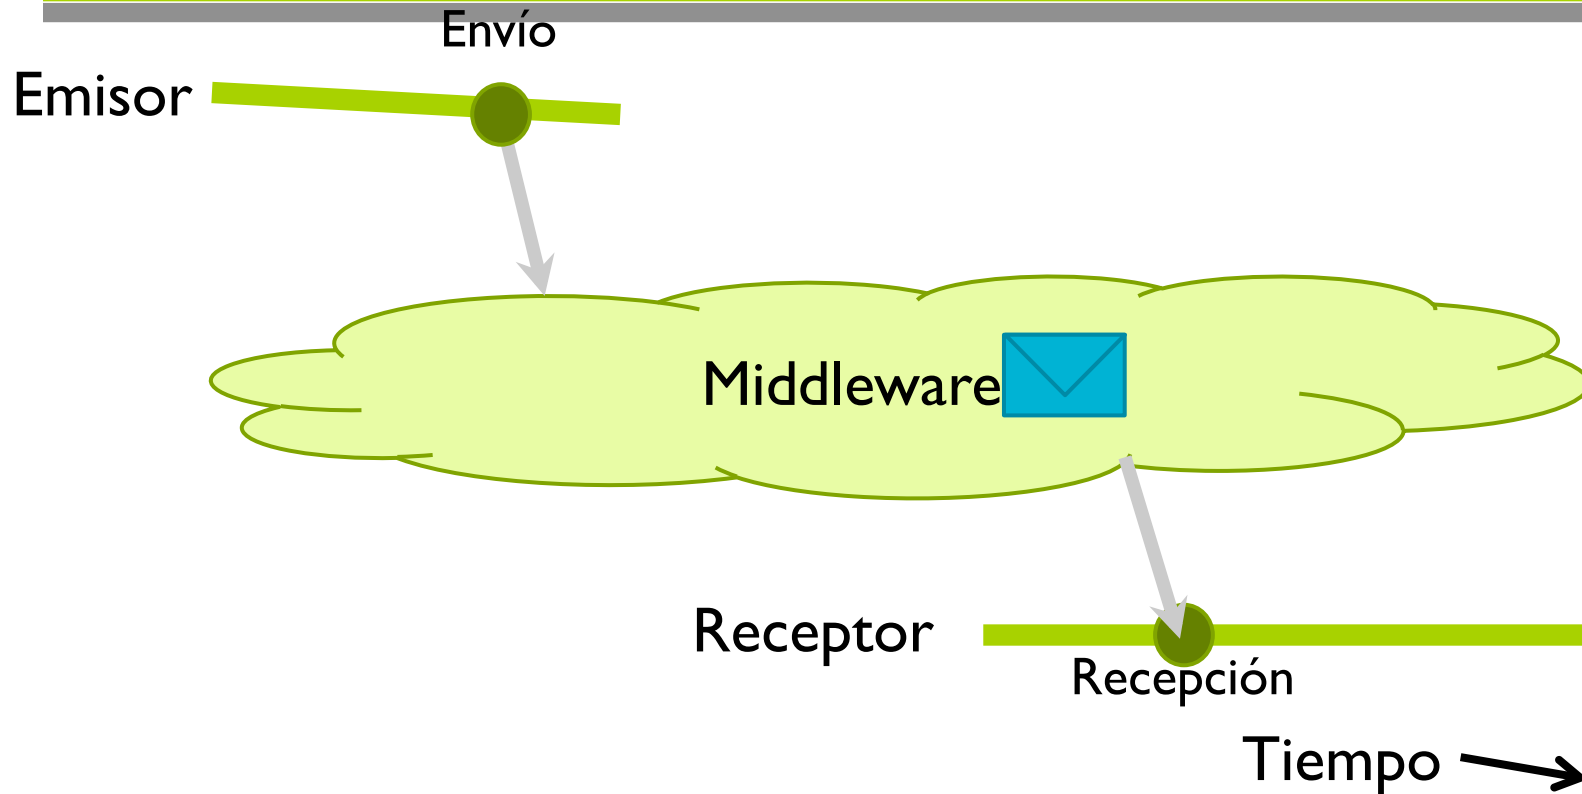 Envío
Emisor
Middleware
Receptor
Recepción
Tiempo